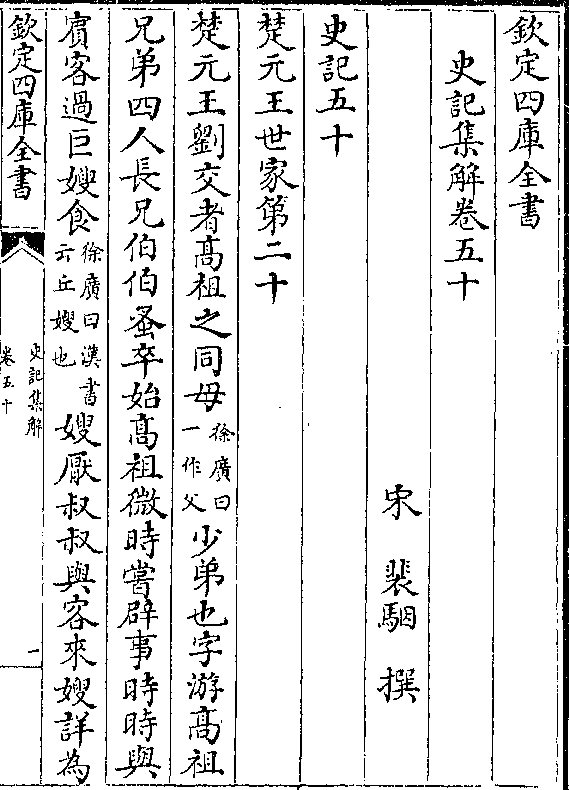 欽定四庫全書
史記集解卷五十
宋　裴駰　撰
史記五十
楚元王世家第二十
楚元王劉交者高祖之同母徐廣曰一作父少弟也字游高祖
兄弟四人長兄伯伯蚤卒始高祖微時嘗辟事時時與
賓客過巨嫂食徐廣曰漢書云丘嫂也嫂厭叔叔與客來嫂詳為
欽定四庫全書
史記集解
卷五十
一